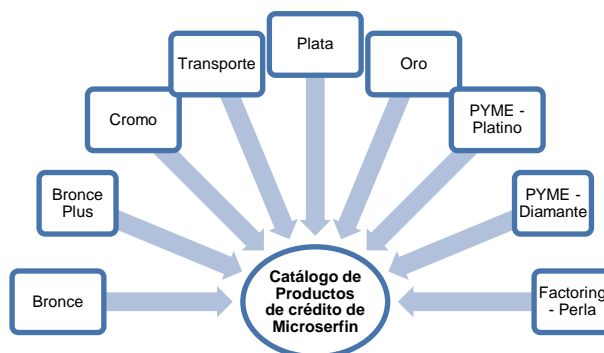 Plata
Transporte
Oro
Cromo
PYME -
Platino
Bronce
Plus
PYME -
Diamante
Bronce
Catálogo de
Productos
de crédito de
Microserfin
Factoring
- Perla